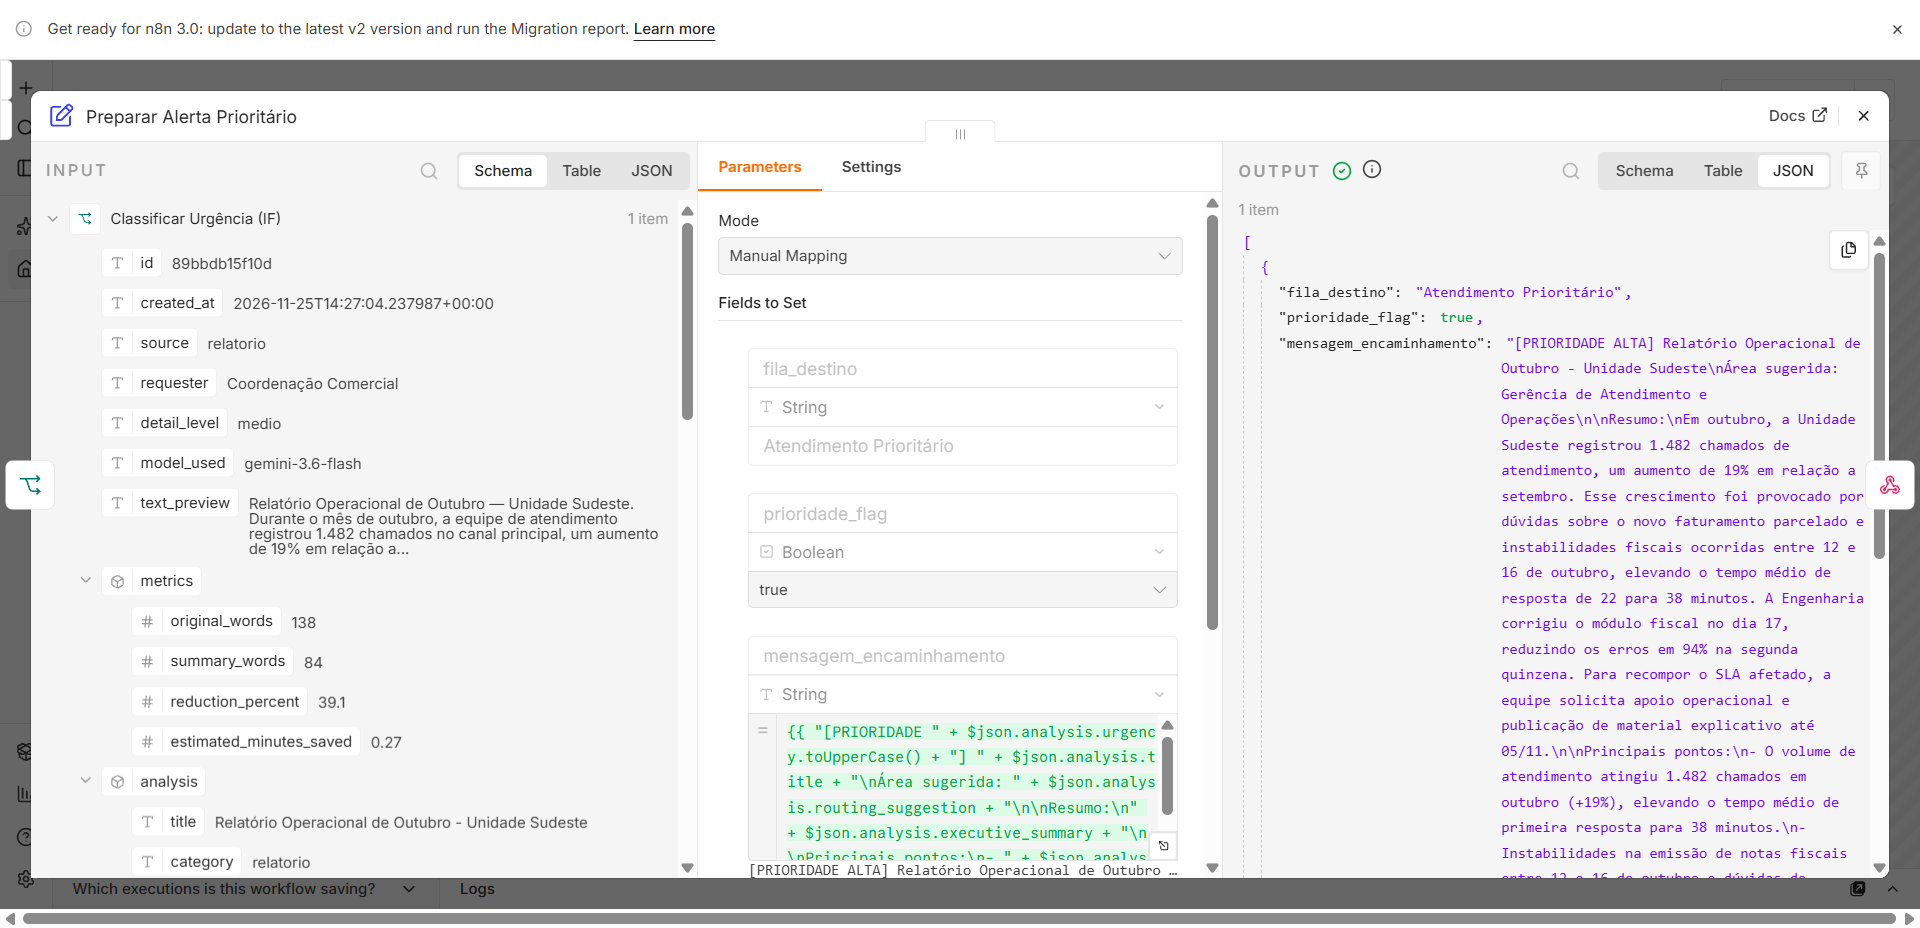 Get ready for n8n 3.0: update to the latest v2 version and run the Migration report. Learn more
Preparar Alerta Prioritário
Docs
INPUT
Schema
Table
JSON
Classificar Urgência (IF)
1 item
id
89bbdb15f10d
created_at
2026-11-25T14:27:04.237987+00:00
source
relatorio
requester
Coordenação Comercial
detail_level
medio
model_used
gemini-3.6-flash
text_preview
Relatório Operacional de Outubro — Unidade Sudeste.
Durante o mês de outubro, a equipe de atendimento
registrou 1.482 chamados no canal principal, um aumento
de 19% em relação a...
metrics
original_words
138
summary_words
84
reduction_percent
39.1
estimated_minutes_saved
0.27
analysis
title
Relatório Operacional de Outubro - Unidade Sudeste
category
relatorio
Parameters
Settings
Mode
Manual Mapping
Fields to Set
fila_destino
String
Atendimento Prioritário
prioridade_flag
Boolean
true
mensagem_encaminhamento
String
=
{{ "[PRIORIDADE " + $json.analysis.urgenc
y.toUpperCase() + "] " + $json.analysis.t
itle + "\nÁrea sugerida: " + $json.analys
is.routing_suggestion + "\n\nResumo:\n"
+ $json.analysis.executive_summary + "\n
\nPrincipais pontos:\n- " + $json.analys
[PRIORIDADE ALTA] Relatório Operacional de Outubro …
OUTPUT
Schema
Table
JSON
1 item
[
{
"fila_destino": "Atendimento Prioritário",
"prioridade_flag": true,
"mensagem_encaminhamento": "[PRIORIDADE ALTA] Relatório Operacional de
Outubro - Unidade Sudeste\nÁrea sugerida:
Gerência de Atendimento e
Operações\n\nResumo:\nEm outubro, a Unidade
Sudeste registrou 1.482 chamados de
atendimento, um aumento de 19% em relação a
setembro. Esse crescimento foi provocado por
dúvidas sobre o novo faturamento parcelado e
instabilidades fiscais ocorridas entre 12 e
16 de outubro, elevando o tempo médio de
resposta de 22 para 38 minutos. A Engenharia
corrigiu o módulo fiscal no dia 17,
reduzindo os erros em 94% na segunda
quinzena. Para recompor o SLA afetado, a
equipe solicita apoio operacional e
publicação de material explicativo até
05/11.\n\nPrincipais pontos:\n- O volume de
atendimento atingiu 1.482 chamados em
outubro (+19%), elevando o tempo médio de
primeira resposta para 38 minutos.\n-
Instabilidades na emissão de notas fiscais
entre 12 e 16 de outubro e dúvidas de
Which executions is this workflow saving?
Logs